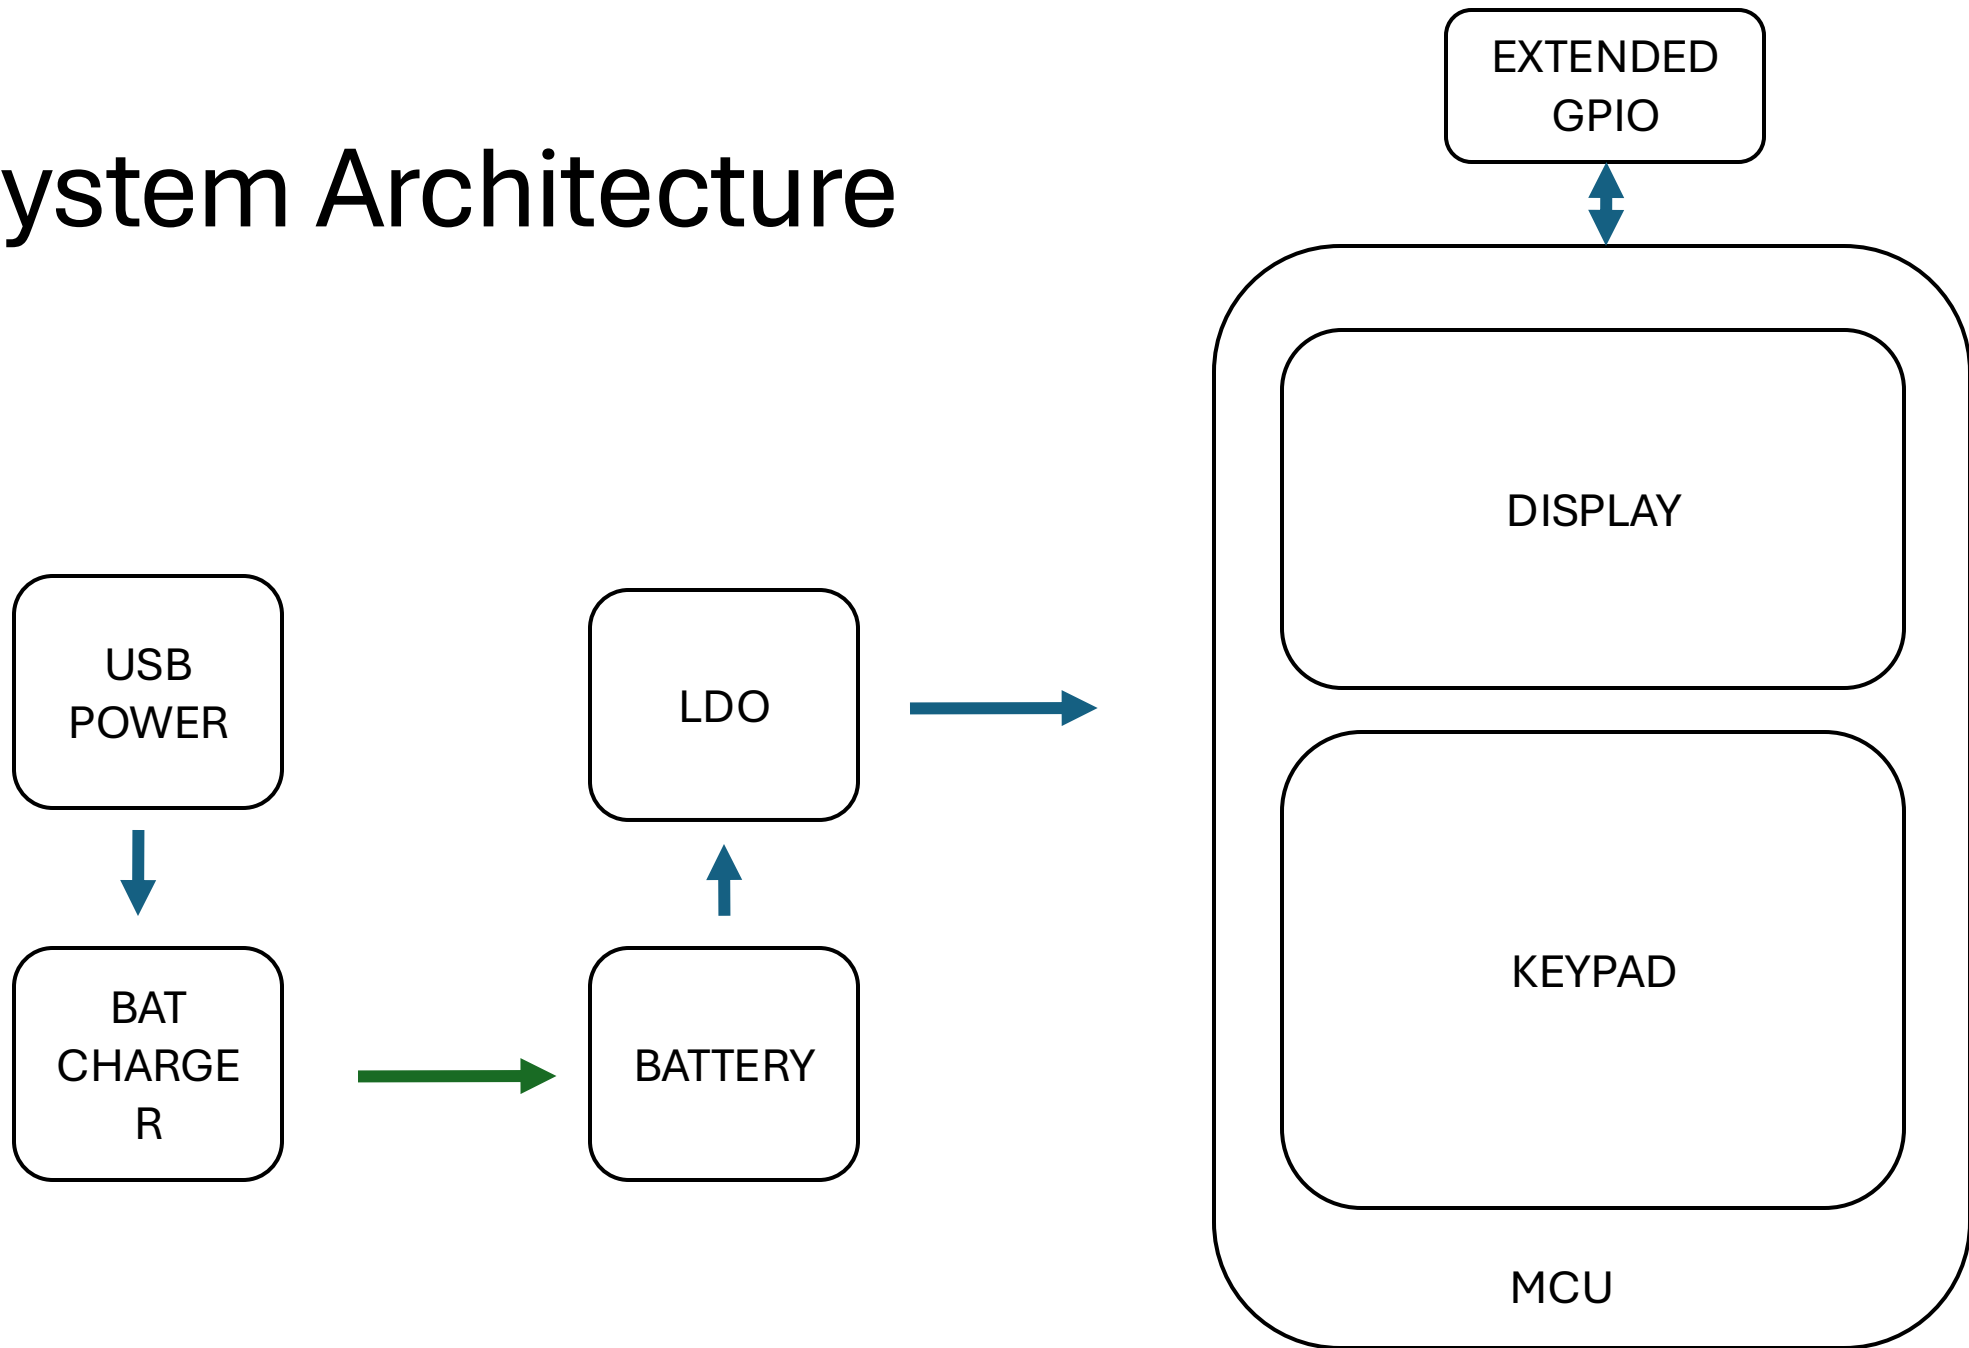 ystem Architecture
EXTENDED
GPIO
DISPLAY
USB
POWER
LDO
KEYPAD
BAT
CHARGE
R
BATTERY
MCU